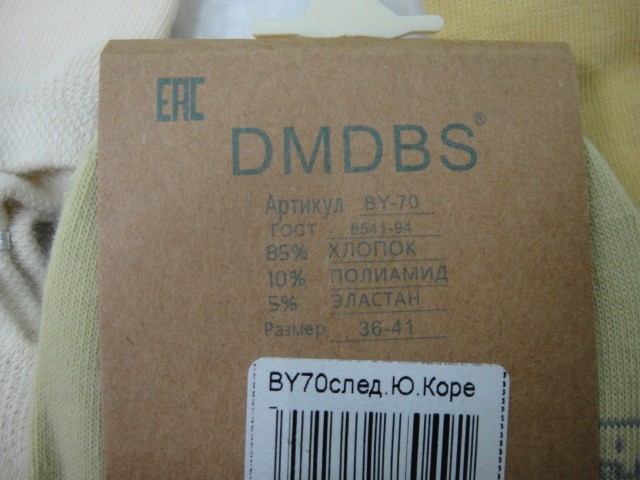 EAC
DMDBS®
Артикул BY-70
ГОСТ 8541-94
85% ХЛОПОК
10% ПОЛИАМИД
5% ЭЛАСТАН
Размер 36-41
BY70след.Ю.Коре